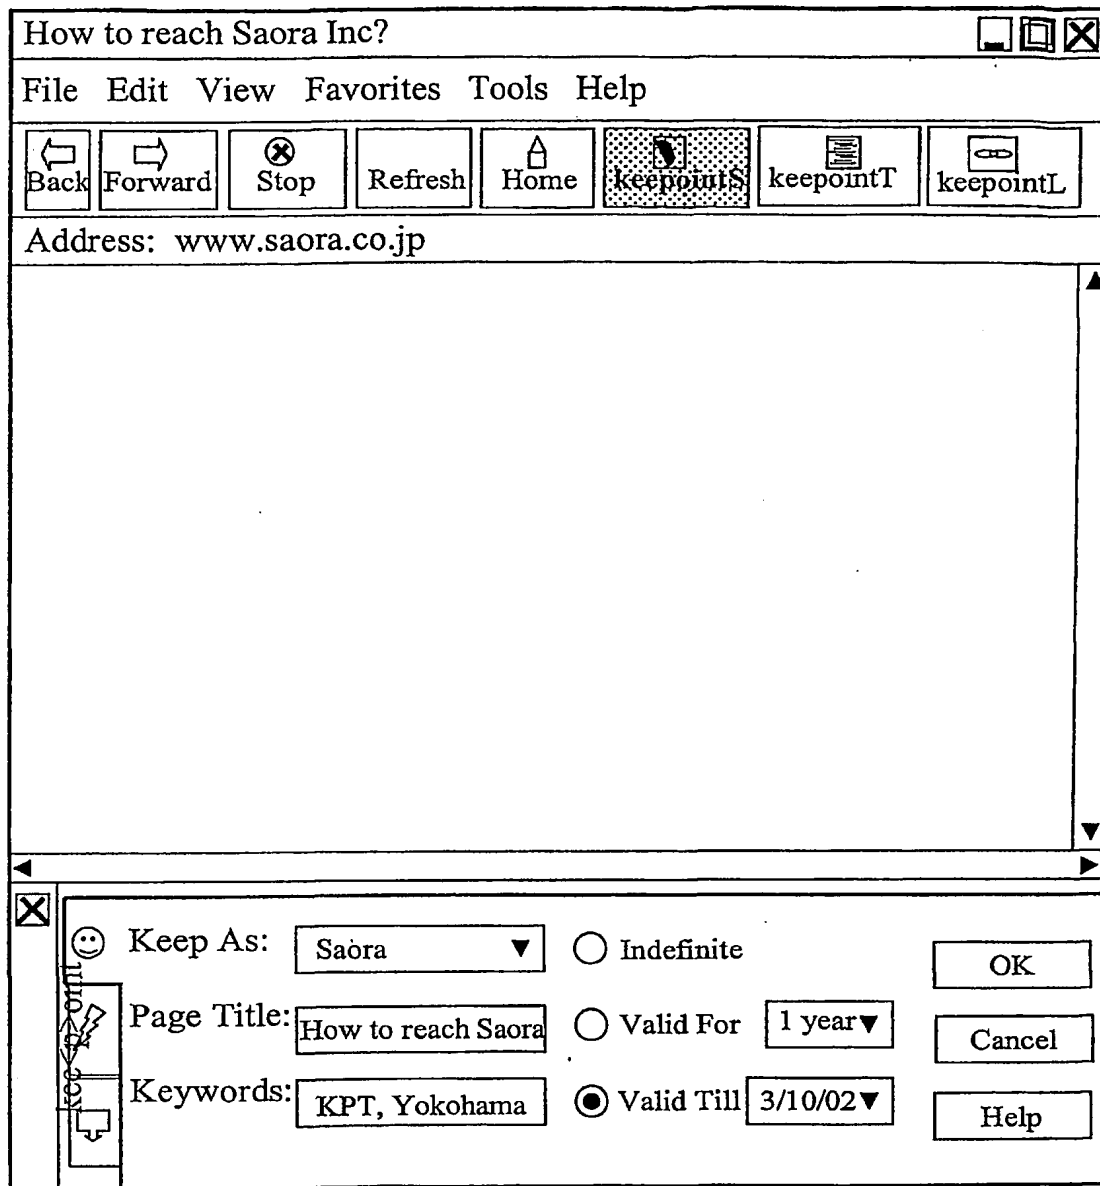 How to reach Saora Inc?
File Edit View Favorites Tools Help
Back Forward Stop Refresh Home keepointS keepointT keepointL
Address: www.saora.co.jp
Keep As: Saora Indefinite OK
Page Title: How to reach Saora Valid For 1 year Cancel
Keywords: KPT, Yokohama Valid Till 3/10/02 Help